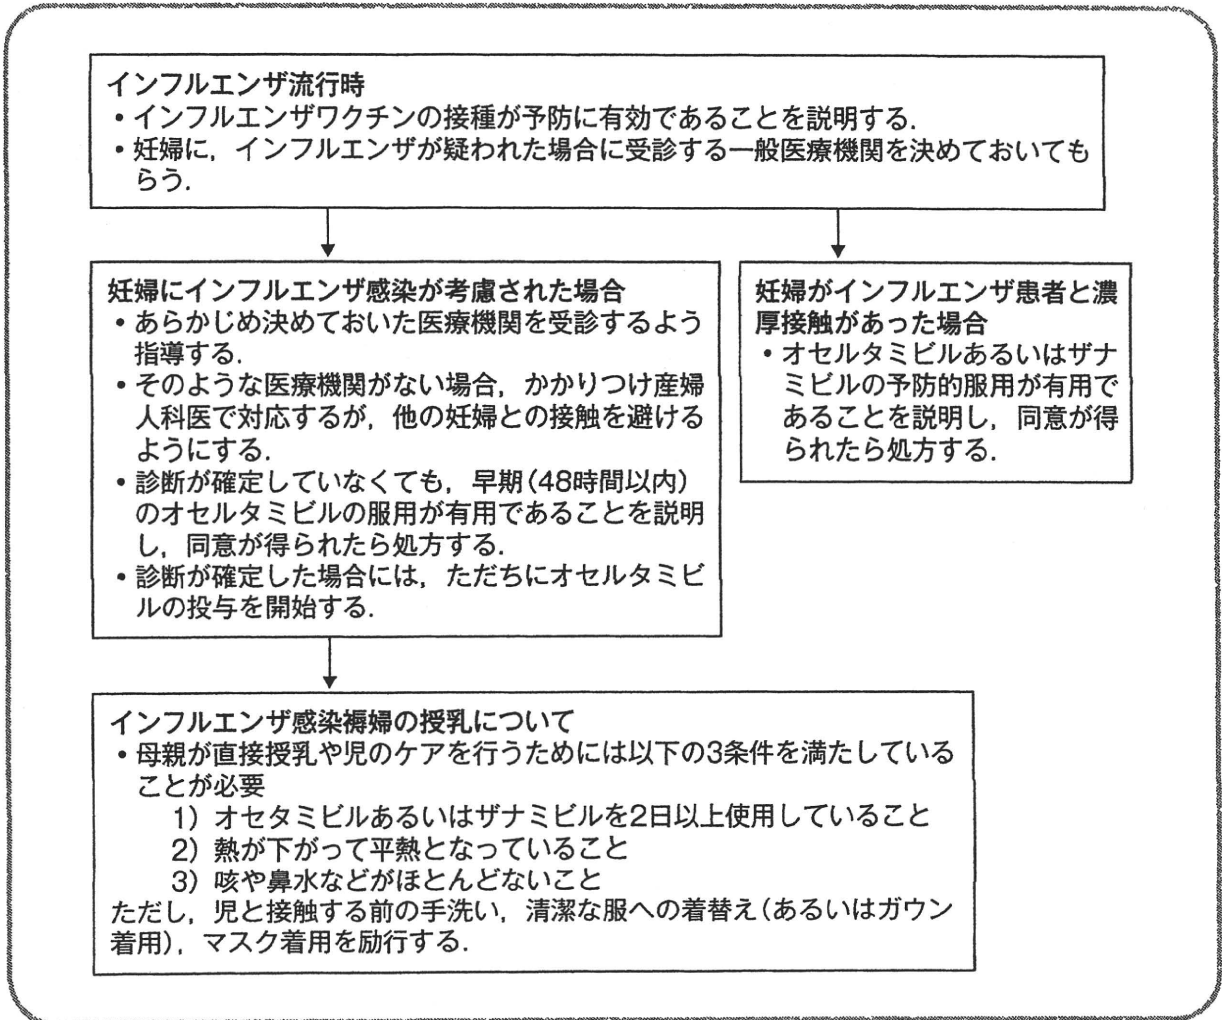 インフルエンザ流行時
・インフルエンザワクチンの接種が予防に有効であることを説明する.
・妊婦に，インフルエンザが疑われた場合に受診する一般医療機関を決めておいても
らう.
妊婦にインフルエンザ感染が考慮された場合
・あらかじめ決めておいた医療機関を受診するよう
指導する.
・そのような医療機関がない場合，かかりつけ産婦
人科医で対応するが，他の妊婦との接触を避ける
ようにする.
・診断が確定していなくても，早期(48時間以内)
のオセルタミビルの服用が有用であることを説明
し，同意が得られたら処方する.
・診断が確定した場合には，ただちにオセルタミビ
ルの投与を開始する.
妊婦がインフルエンザ患者と濃
厚接触があった場合
・オセルタミビルあるいはザナ
ミビルの予防的服用が有用で
あることを説明し，同意が得
られたら処方する.
インフルエンザ感染褥婦の授乳について
・母親が直接授乳や児のケアを行うためには以下の3条件を満たしている
ことが必要
1) オセタミビルあるいはザナミビルを2日以上使用していること
2) 熱が下がって平熱となっていること
3) 咳や鼻水などがほとんどないこと
ただし，児と接触する前の手洗い，清潔な服への着替え(あるいはガウン
着用)，マスク着用を励行する.